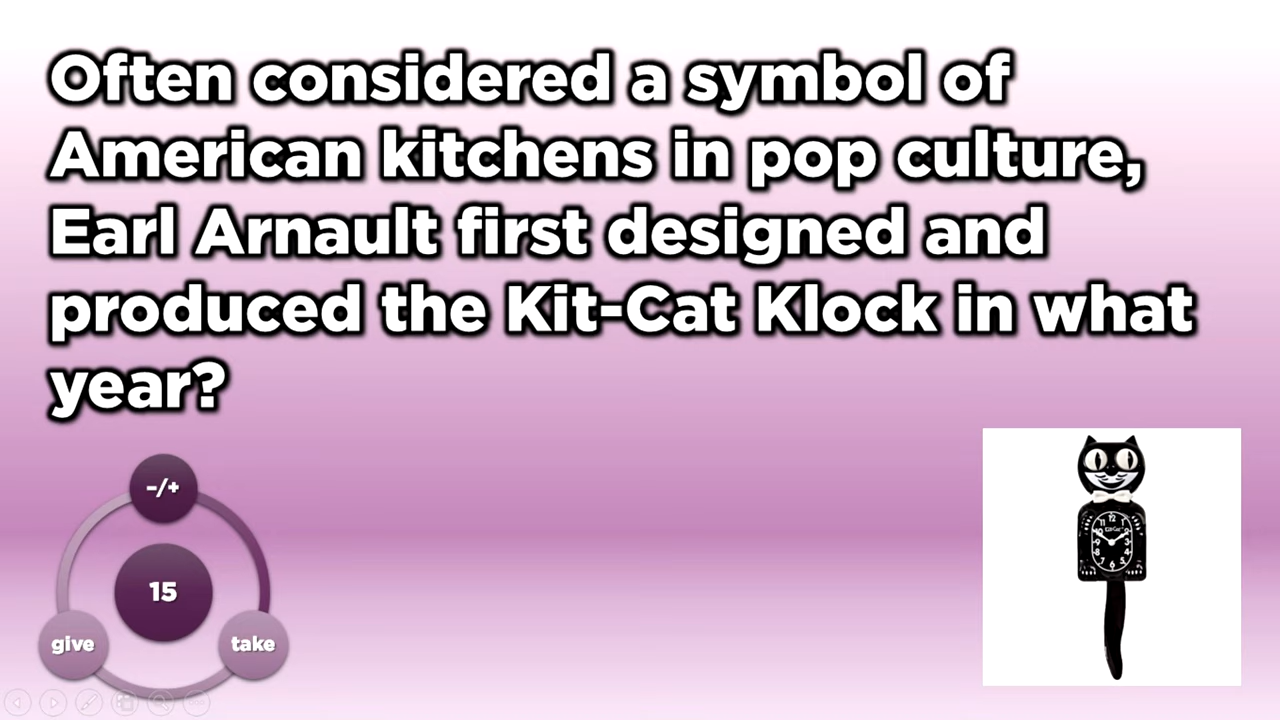 Often considered a symbol of
American kitchens in pop culture,
Earl Arnault first designed and
produced the Kit-Cat Klock in what
year?
-/+
15
give
take